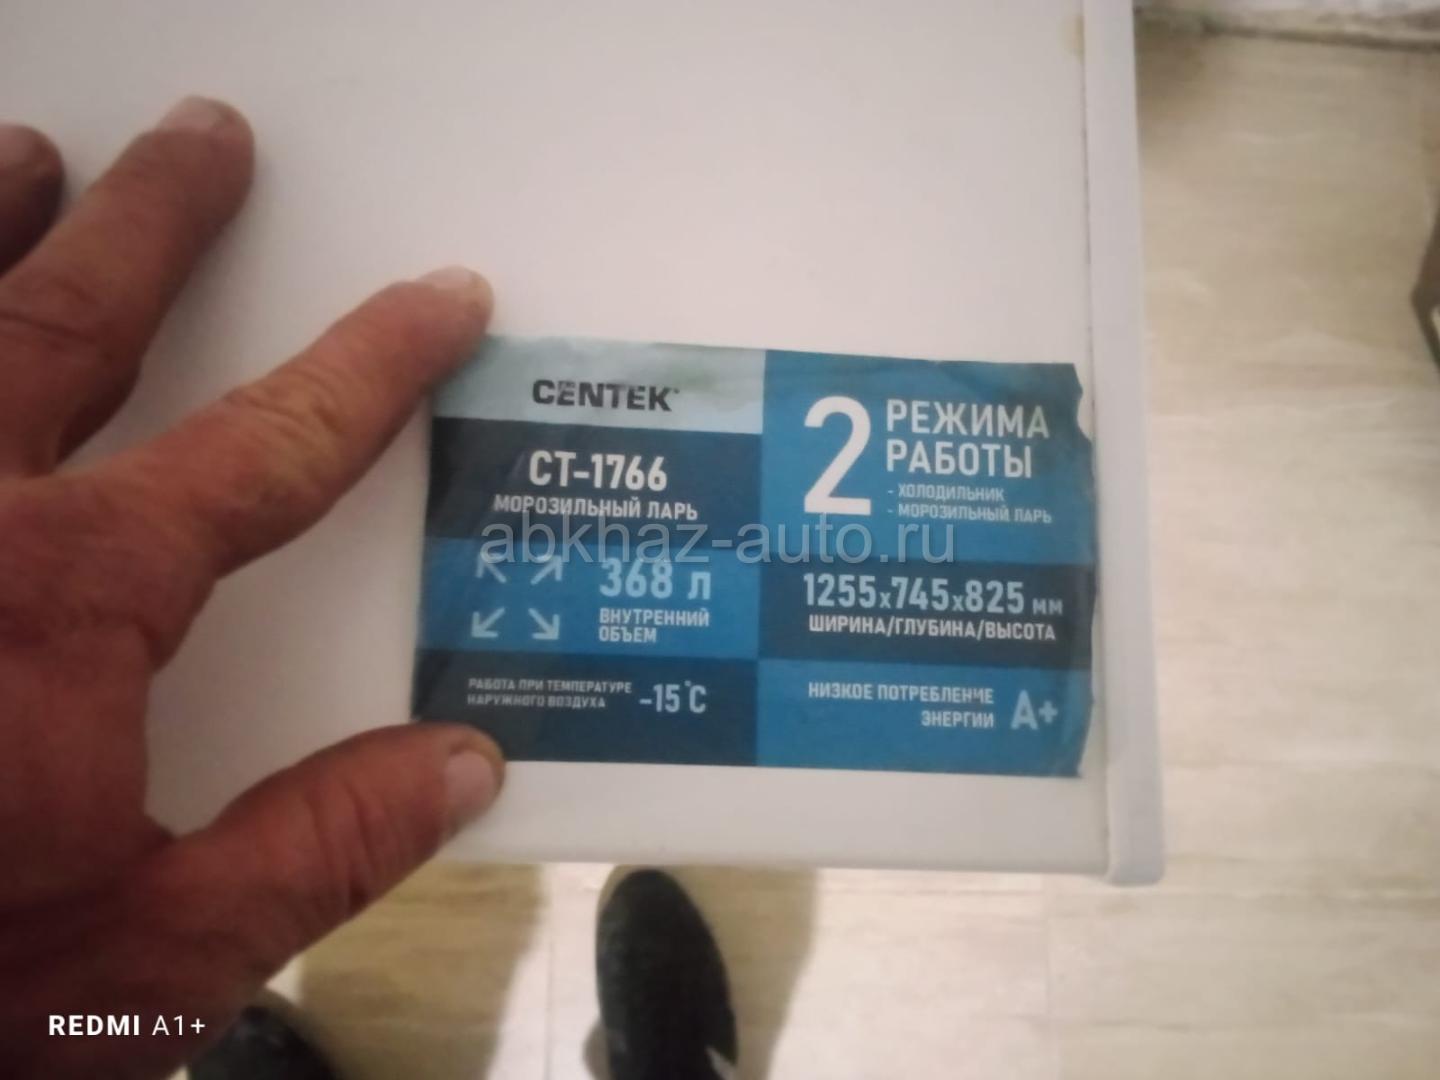 CENTEK
CT-1766
МОРОЗИЛЬНЫЙ ЛАРЬ
368 л
ВНУТРЕННИЙ
ОБЪЕМ
РАБОТА ПРИ ТЕМПЕРАТУРЕ
НАРУЖНОГО ВОЗДУХА
-15°C
2 РЕЖИМА
РАБОТЫ
- ХОЛОДИЛЬНИК
- МОРОЗИЛЬНЫЙ ЛАРЬ
1255x745x825 мм
ШИРИНА/ГЛУБИНА/ВЫСОТА
НИЗКОЕ ПОТРЕБЛЕНИЕ
ЭНЕРГИИ
A+
abkhaz-auto.ru
REDMI A1+